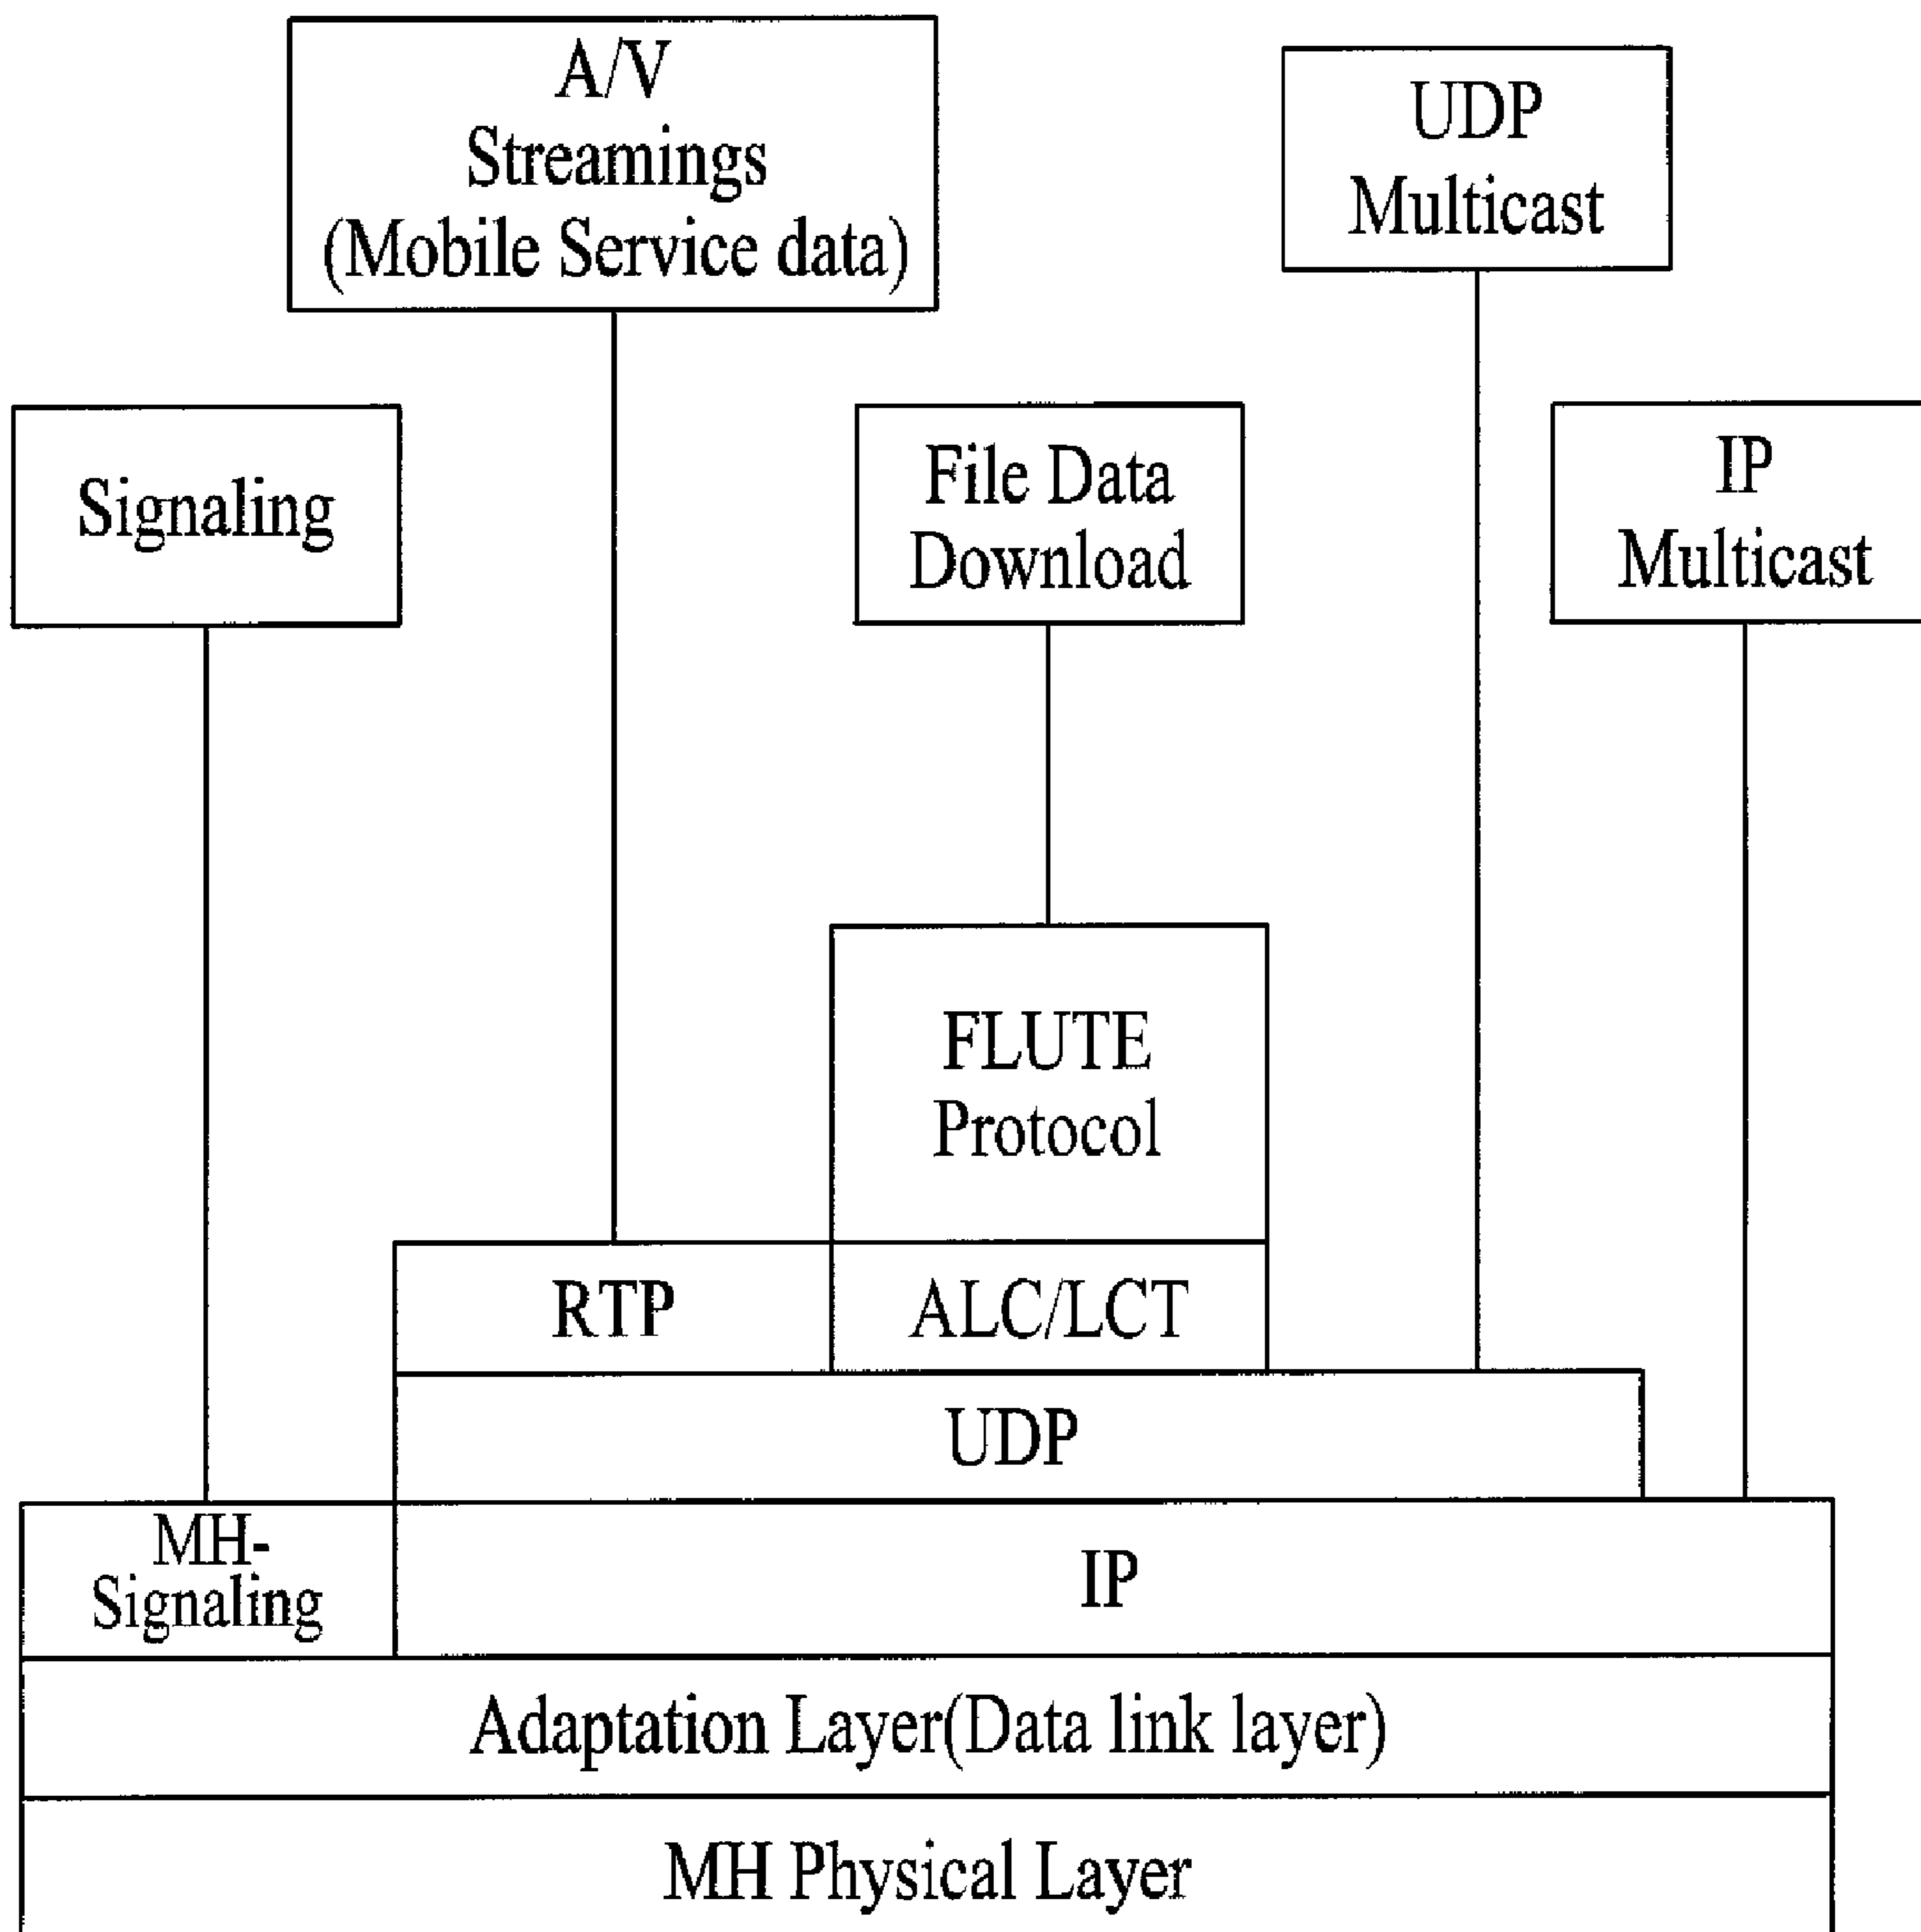 A/V
Streamings
(Mobile Service data)
UDP
Multicast
Signaling
File Data
Download
IP
Multicast
FLUTE
Protocol
RTP
ALC/LCT
UDP
MH-
Signaling
IP
Adaptation Layer(Data link layer)
MH Physical Layer